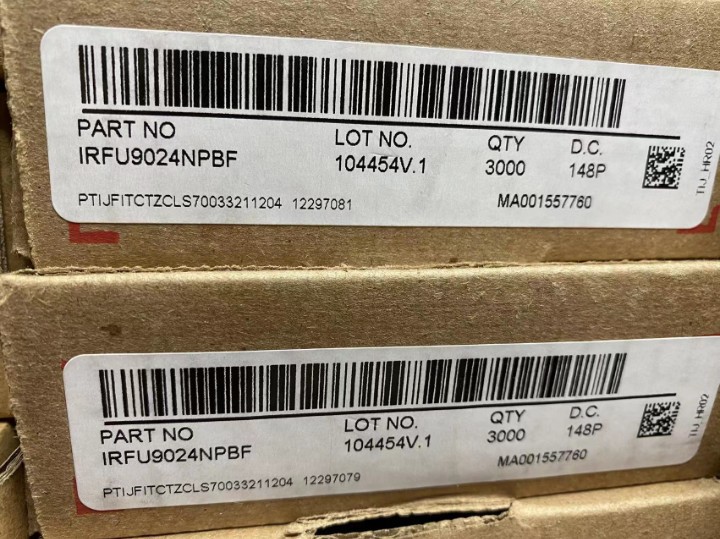 PART NO
IRFU9024NPBF
LOT NO.
104454V.1
QTY
3000
D.C.
148P
TIJ_HR02
PTIJFITCTZCLS70033211204 12297081
MA001557760
PART NO
IRFU9024NPBF
LOT NO.
104454V.1
QTY
3000
D.C.
148P
TIJ_HR02
PTIJFITCTZCLS70033211204 12297079
MA001557760